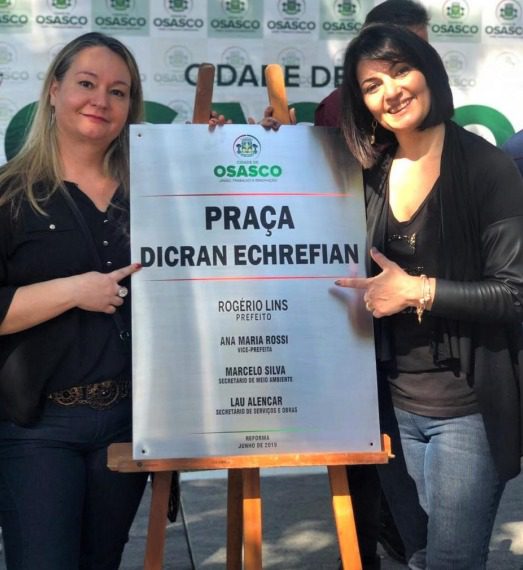 CIDADE DE
OSASCO
CIDADE DE
OSASCO
PRAÇA
DICRAN ECHREFIAN
ROGÉRIO LINS
PREFEITO
ANA MARIA ROSSI
VICE-PREFEITA
MARCELO SILVA
SECRETÁRIO DE MEIO AMBIENTE
LAU ALENCAR
SECRETÁRIO DE SERVIÇOS E OBRAS
REFORMA
JUNHO DE 2019